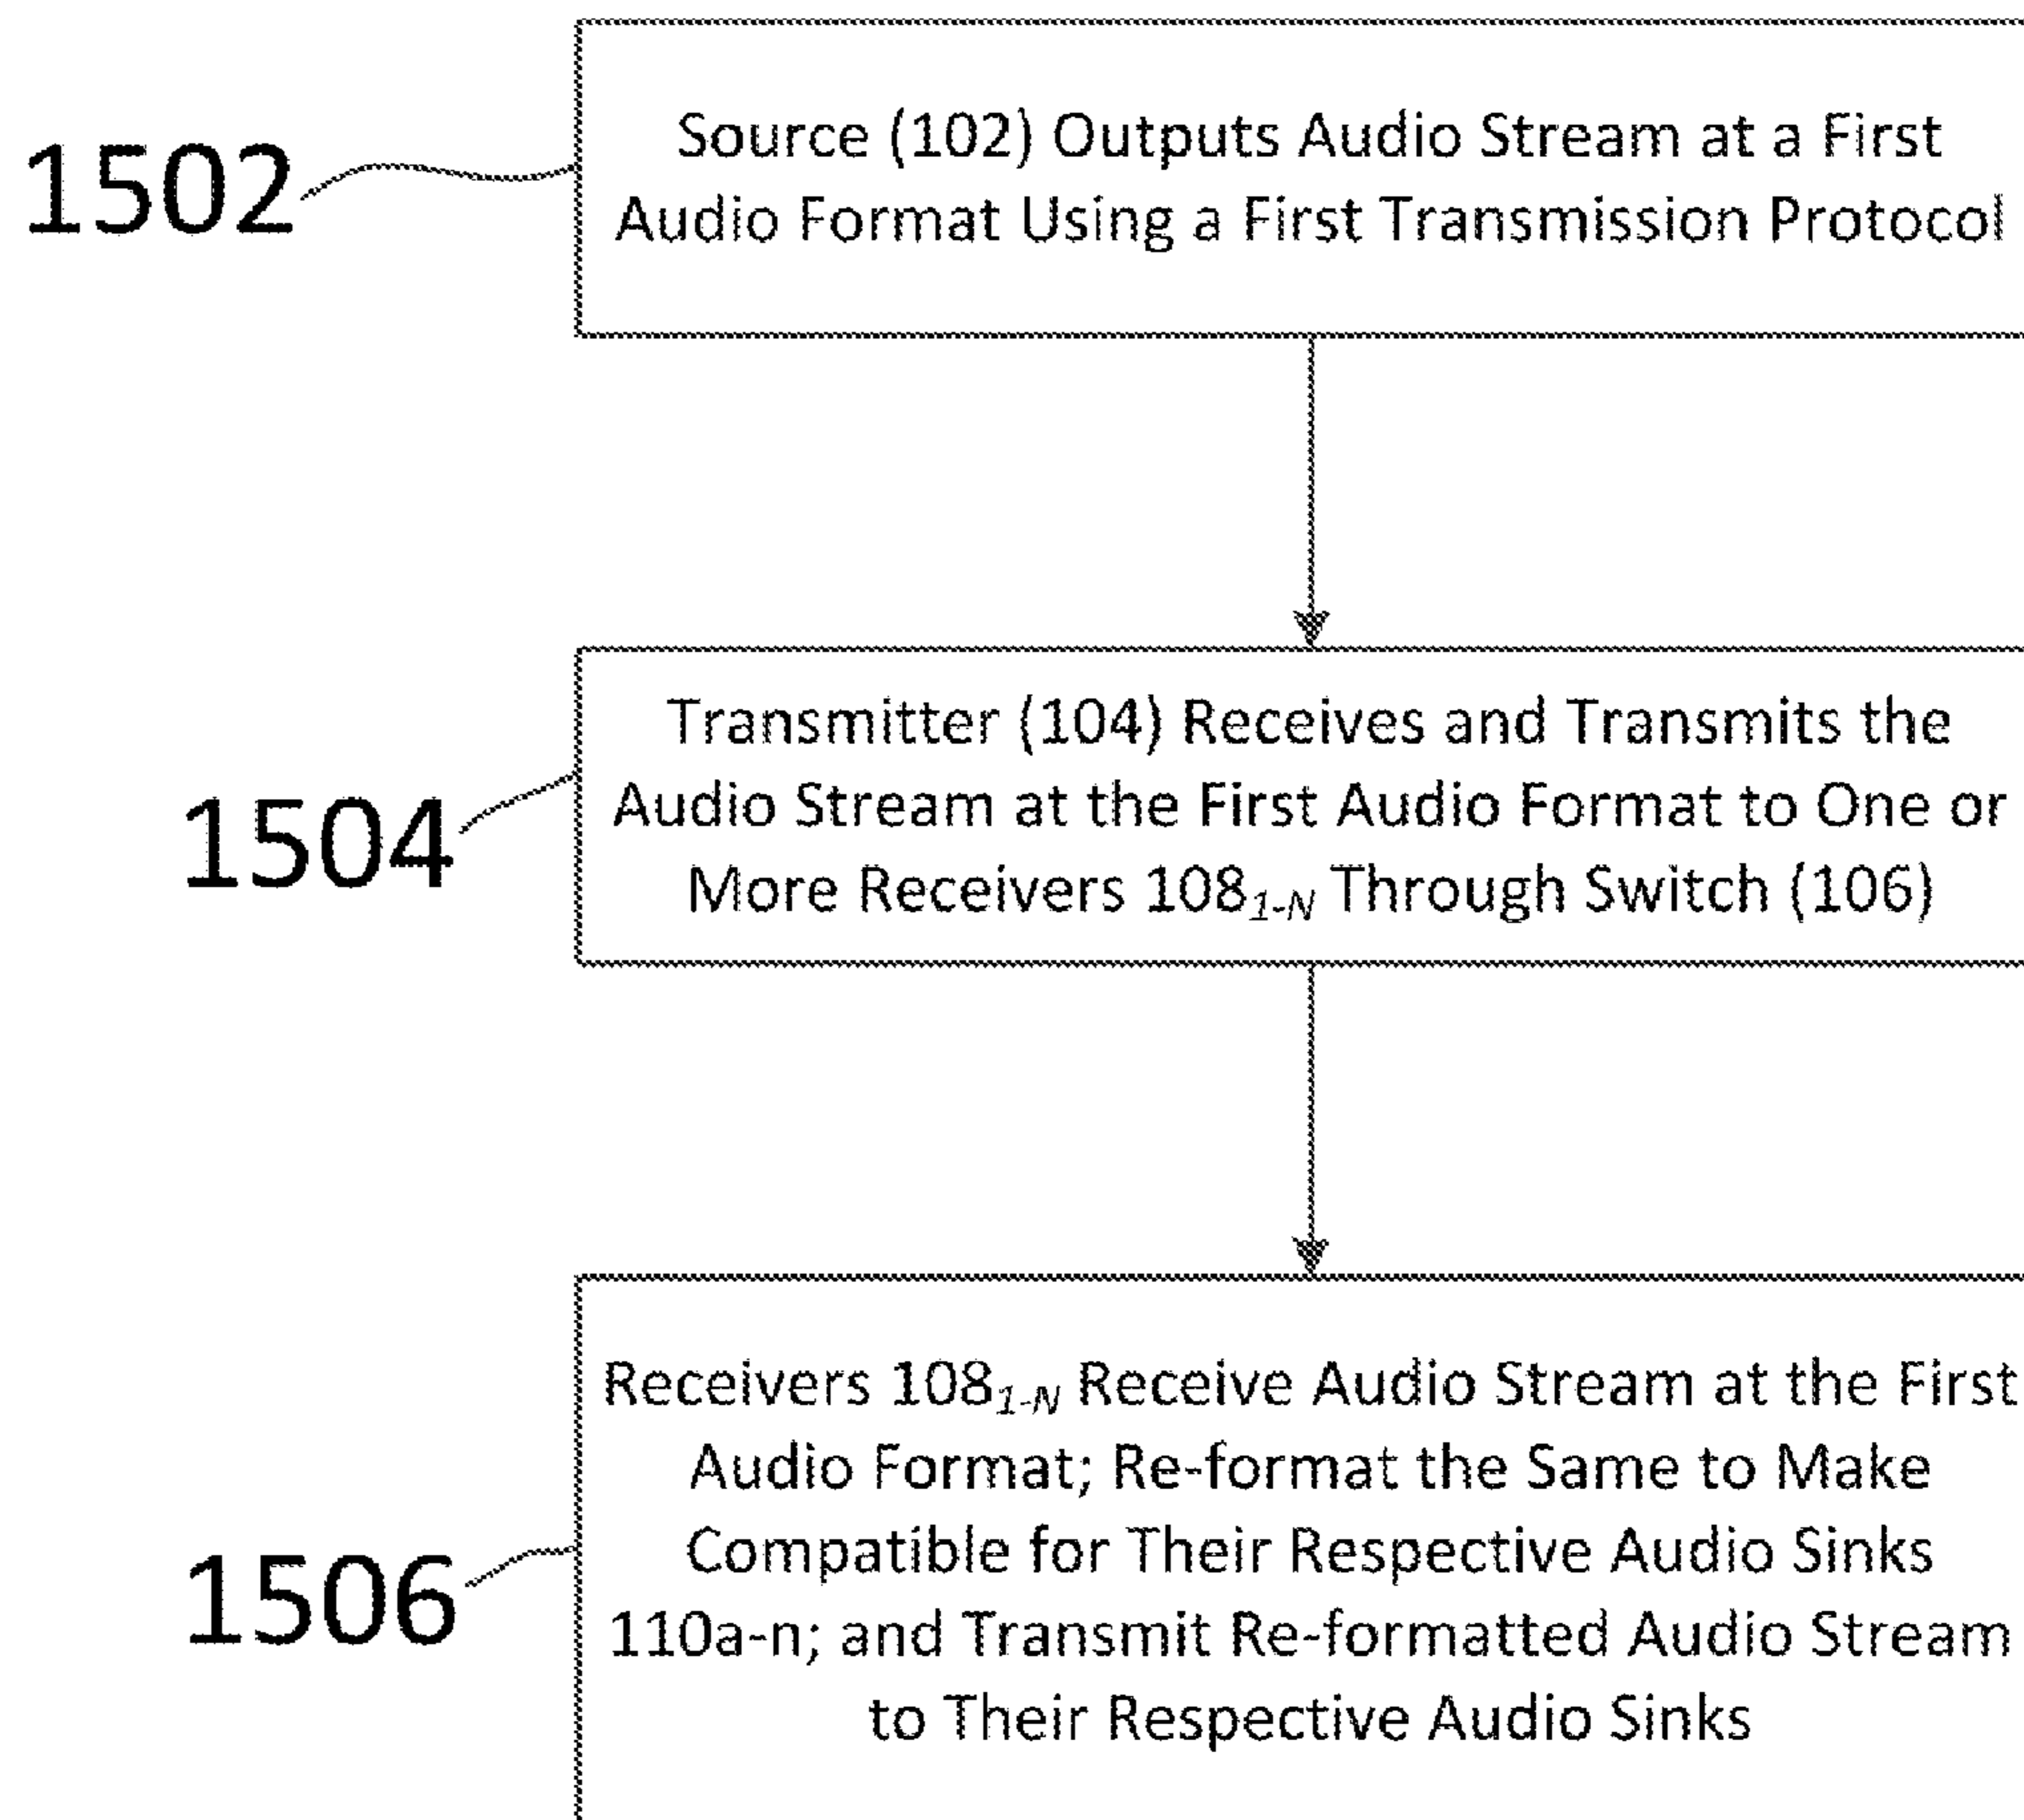 1502
Source (102) Outputs Audio Stream at a First
Audio Format Using a First Transmission Protocol
1504
Transmitter (104) Receives and Transmits the
Audio Stream at the First Audio Format to One or
More Receivers 108₁₋N Through Switch (106)
1506
Receivers 108₁₋N Receive Audio Stream at the First
Audio Format; Re-format the Same to Make
Compatible for Their Respective Audio Sinks
110a-n; and Transmit Re-formatted Audio Stream
to Their Respective Audio Sinks